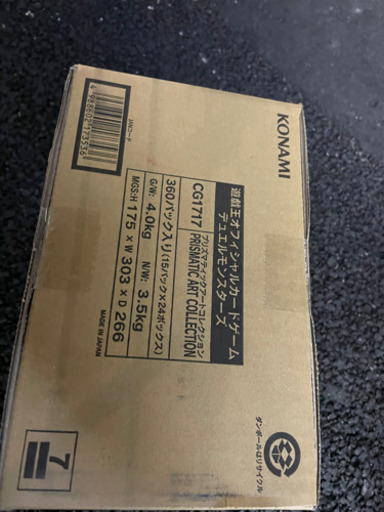 KONAMI
遊戯王オフィシャルカードゲーム
デュエルモンスターズ
CG1717 プリズマティックアートコレクション
PRISMATIC ART COLLECTION
360パック入り(15パック×24ボックス)
G/W: 4.0kg N/W: 3.5kg
MGS:H 175 × W 303 × D 266
MADE IN JAPAN
JANコード
4988602173536
ダンボールはリサイクル
7